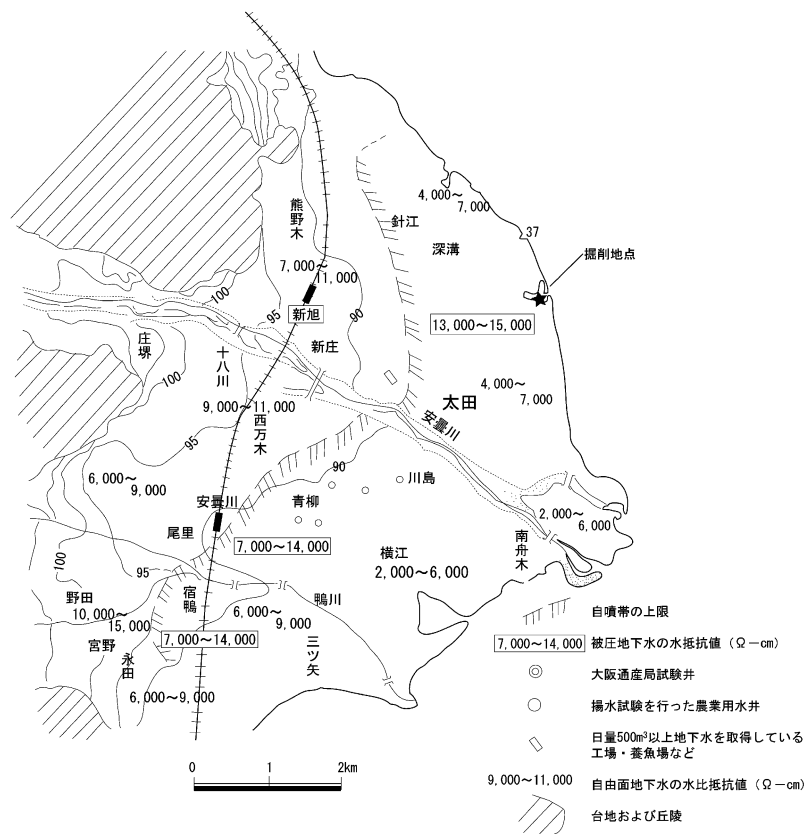 熊野木
針江
4,000～
7,000
深溝
37
掘削地点
7,000～
11,000
100
95
新旭
90
13,000～15,000
庄堺
100
十八川
新庄
4,000～
7,000
太田
安曇川
9,000～11,000
西万木
95
90
川島
6,000～
9,000
安曇川
青柳
2,000～
6,000
尾里
7,000～14,000
南舟木
横江
2,000～6,000
100
95
野田
10,000～
15,000
宿鴨
6,000～
9,000
鴨川
宮野
永田
7,000～14,000
三ツ矢
6,000～9,000
自噴帯の上限
7,000～14,000 被圧地下水の水抵抗値（Ω－cm）
大阪通産局試験井
揚水試験を行った農業用水井
日量500m³以上地下水を取得している
工場・養魚場など
9,000～11,000 自由面地下水の水比抵抗値（Ω－cm）
台地および丘陵
0 1 2km